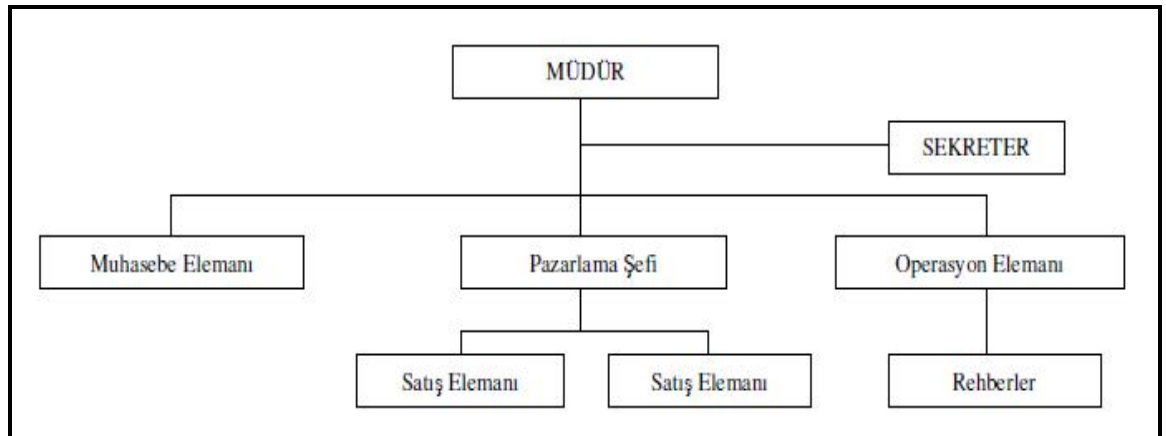 MÜDÜR
SEKRETER
Muhasebe Elemanı
Pazarlama Şefi
Operasyon Elemanı
Satış Elemanı
Satış Elemanı
Rehberler